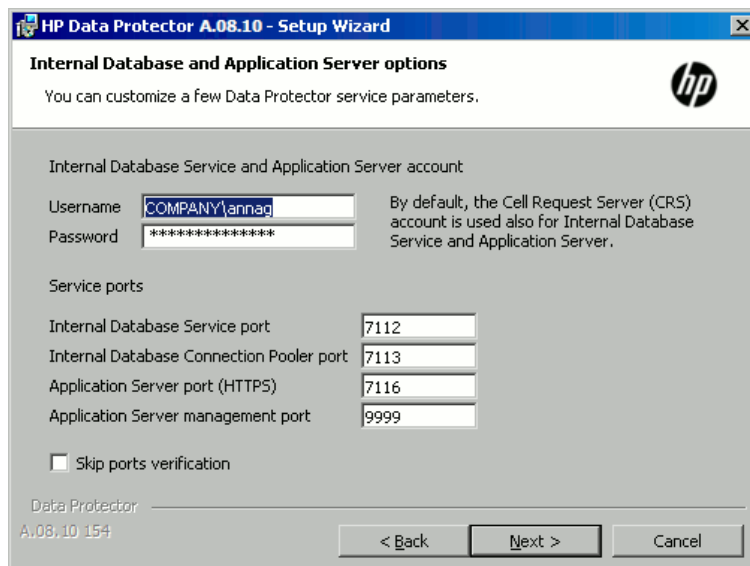 HP Data Protector A.08.10 - Setup Wizard
Internal Database and Application Server options
You can customize a few Data Protector service parameters.
hp
Internal Database Service and Application Server account
Username COMPANY\annag
Password **************
By default, the Cell Request Server (CRS)
account is used also for Internal Database
Service and Application Server.
Service ports
Internal Database Service port 7112
Internal Database Connection Pooler port 7113
Application Server port (HTTPS) 7116
Application Server management port 9999
Skip ports verification
Data Protector
A.08.10 154
< Back Next > Cancel